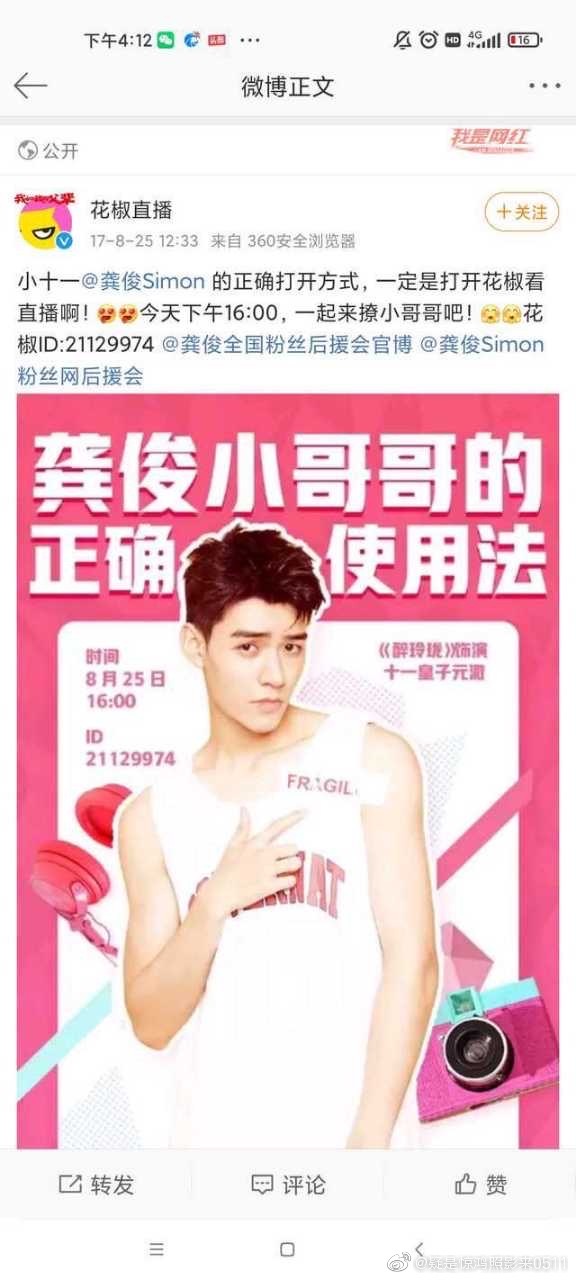 下午4:12
HD
4G
16
微博正文
公开
我是网红
花椒直播
+关注
17-8-25 12:33 来自 360安全浏览器
小十一@龚俊Simon 的正确打开方式，一定是打开花椒看
直播啊！今天下午16:00，一起来撩小哥哥吧！花
椒ID:21129974 @龚俊全国粉丝后援会官博 @龚俊Simon
粉丝网后援会
龚俊小哥哥的
正确使用法
时间
8月25日
16:00
ID
21129974
《醉玲珑》饰演
十一皇子元澈
FRAGIL
转发
评论
赞